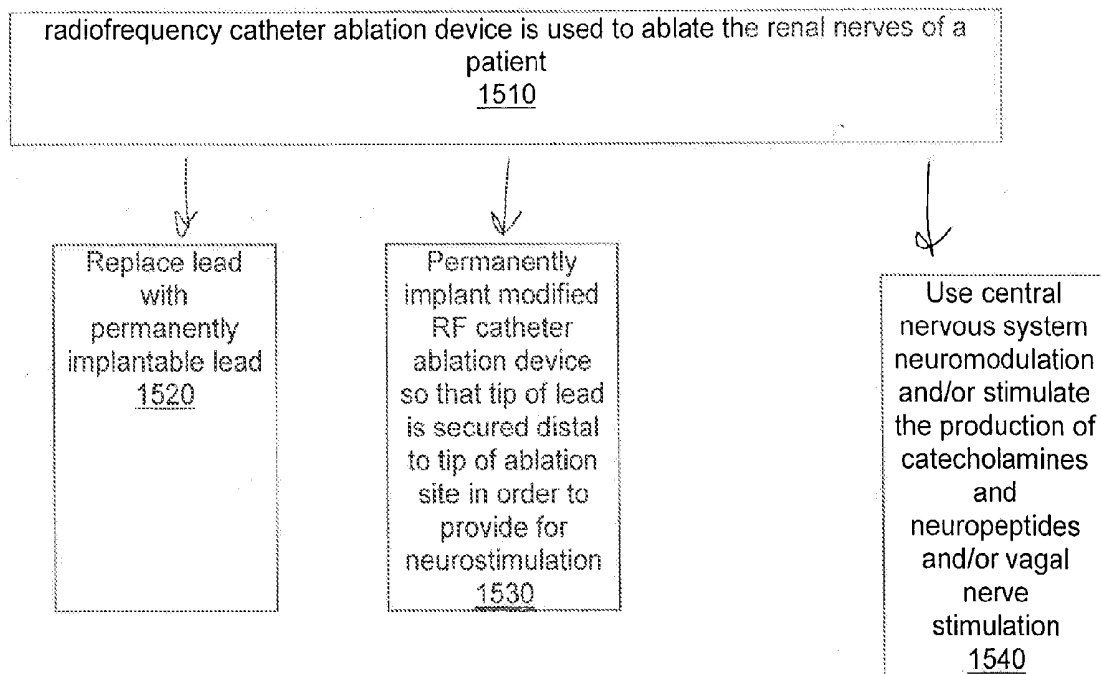 radiofrequency catheter ablation device is used to ablate the renal nerves of a
patient
1510
Replace lead
with
permanently
implantable lead
1520
Permanently
implant modified
RF catheter
ablation device
so that tip of lead
is secured distal
to tip of ablation
site in order to
provide for
neurostimulation
1530
Use central
nervous system
neuromodulation
and/or stimulate
the production of
catecholamines
and
neuropeptides
and/or vagal
nerve
stimulation
1540